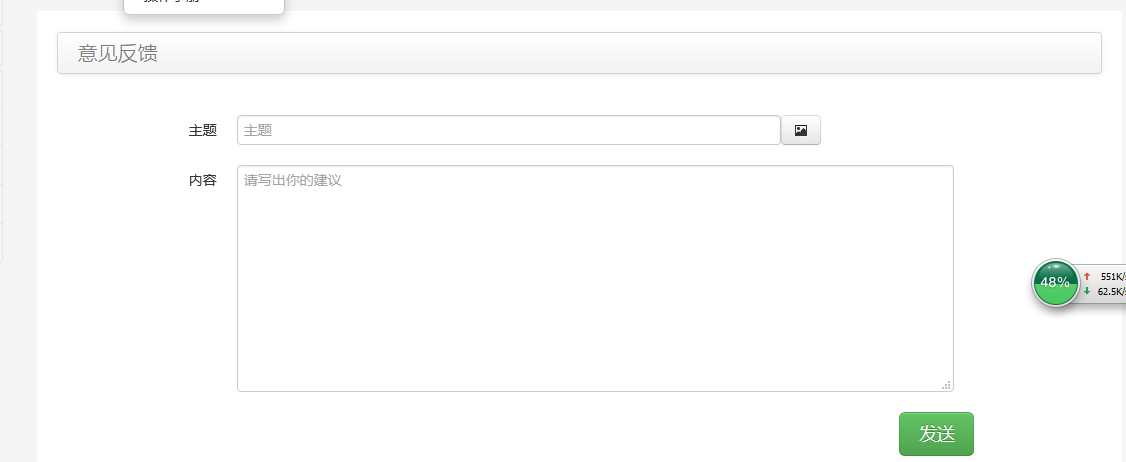 意见反馈
主题
主题
内容
请写出你的建议
48%
551K/
62.5K/
发送